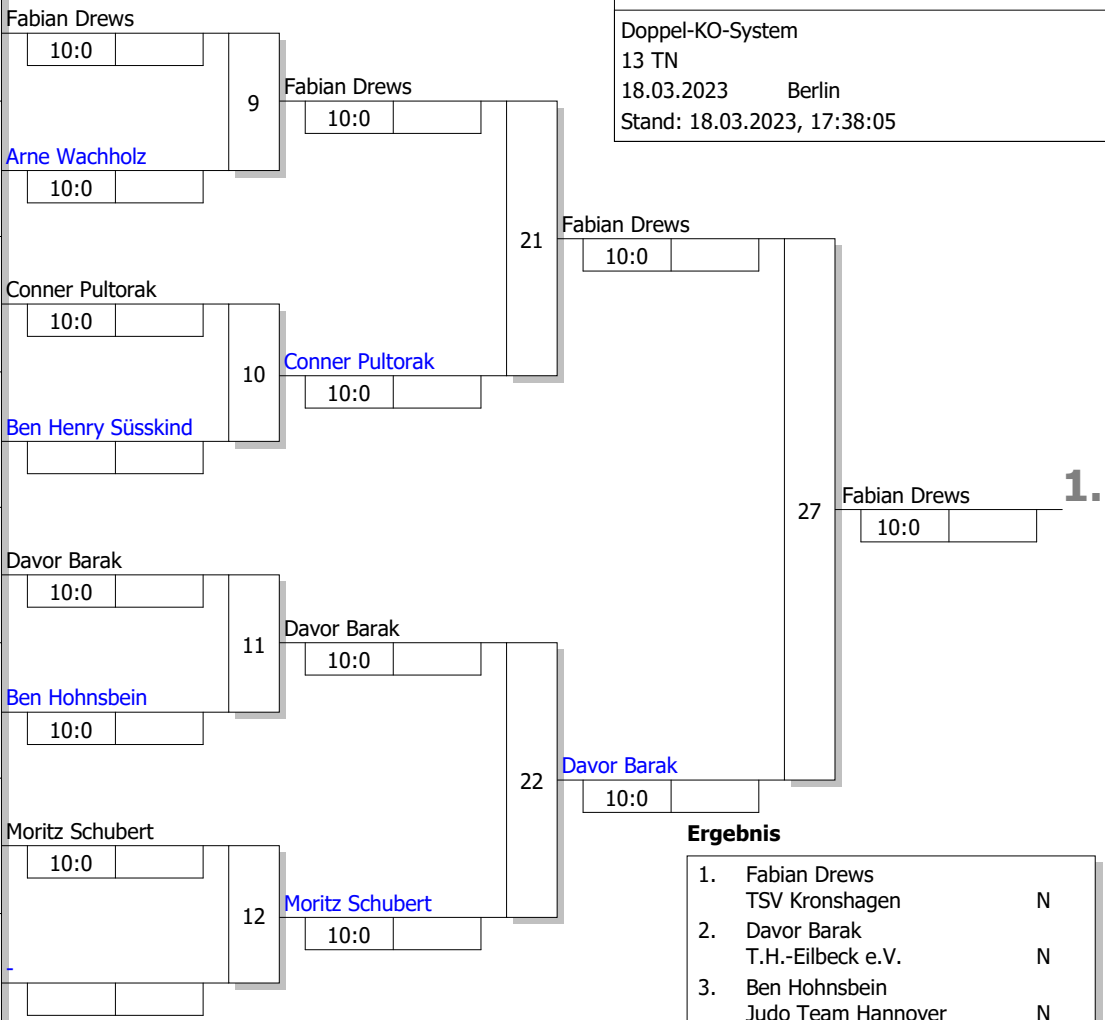 Fabian Drews
10:0
9
Arne Wachholz
10:0
Conner Pultorak
10:0
10
Ben Henry Süsskind
Davor Barak
10:0
11
Ben Hohnsbein
10:0
Moritz Schubert
10:0
12
-
Fabian Drews
10:0
21
Conner Pultorak
10:0
Davor Barak
10:0
22
Moritz Schubert
10:0
Fabian Drews
10:0
27
Davor Barak
10:0
Fabian Drews
10:0
1.
Doppel-KO-System
13 TN
18.03.2023 Berlin
Stand: 18.03.2023, 17:38:05
Ergebnis
1. Fabian Drews
TSV Kronshagen N
2. Davor Barak
T.H.-Eilbeck e.V. N
3. Ben Hohnsbein
Judo Team Hannover N